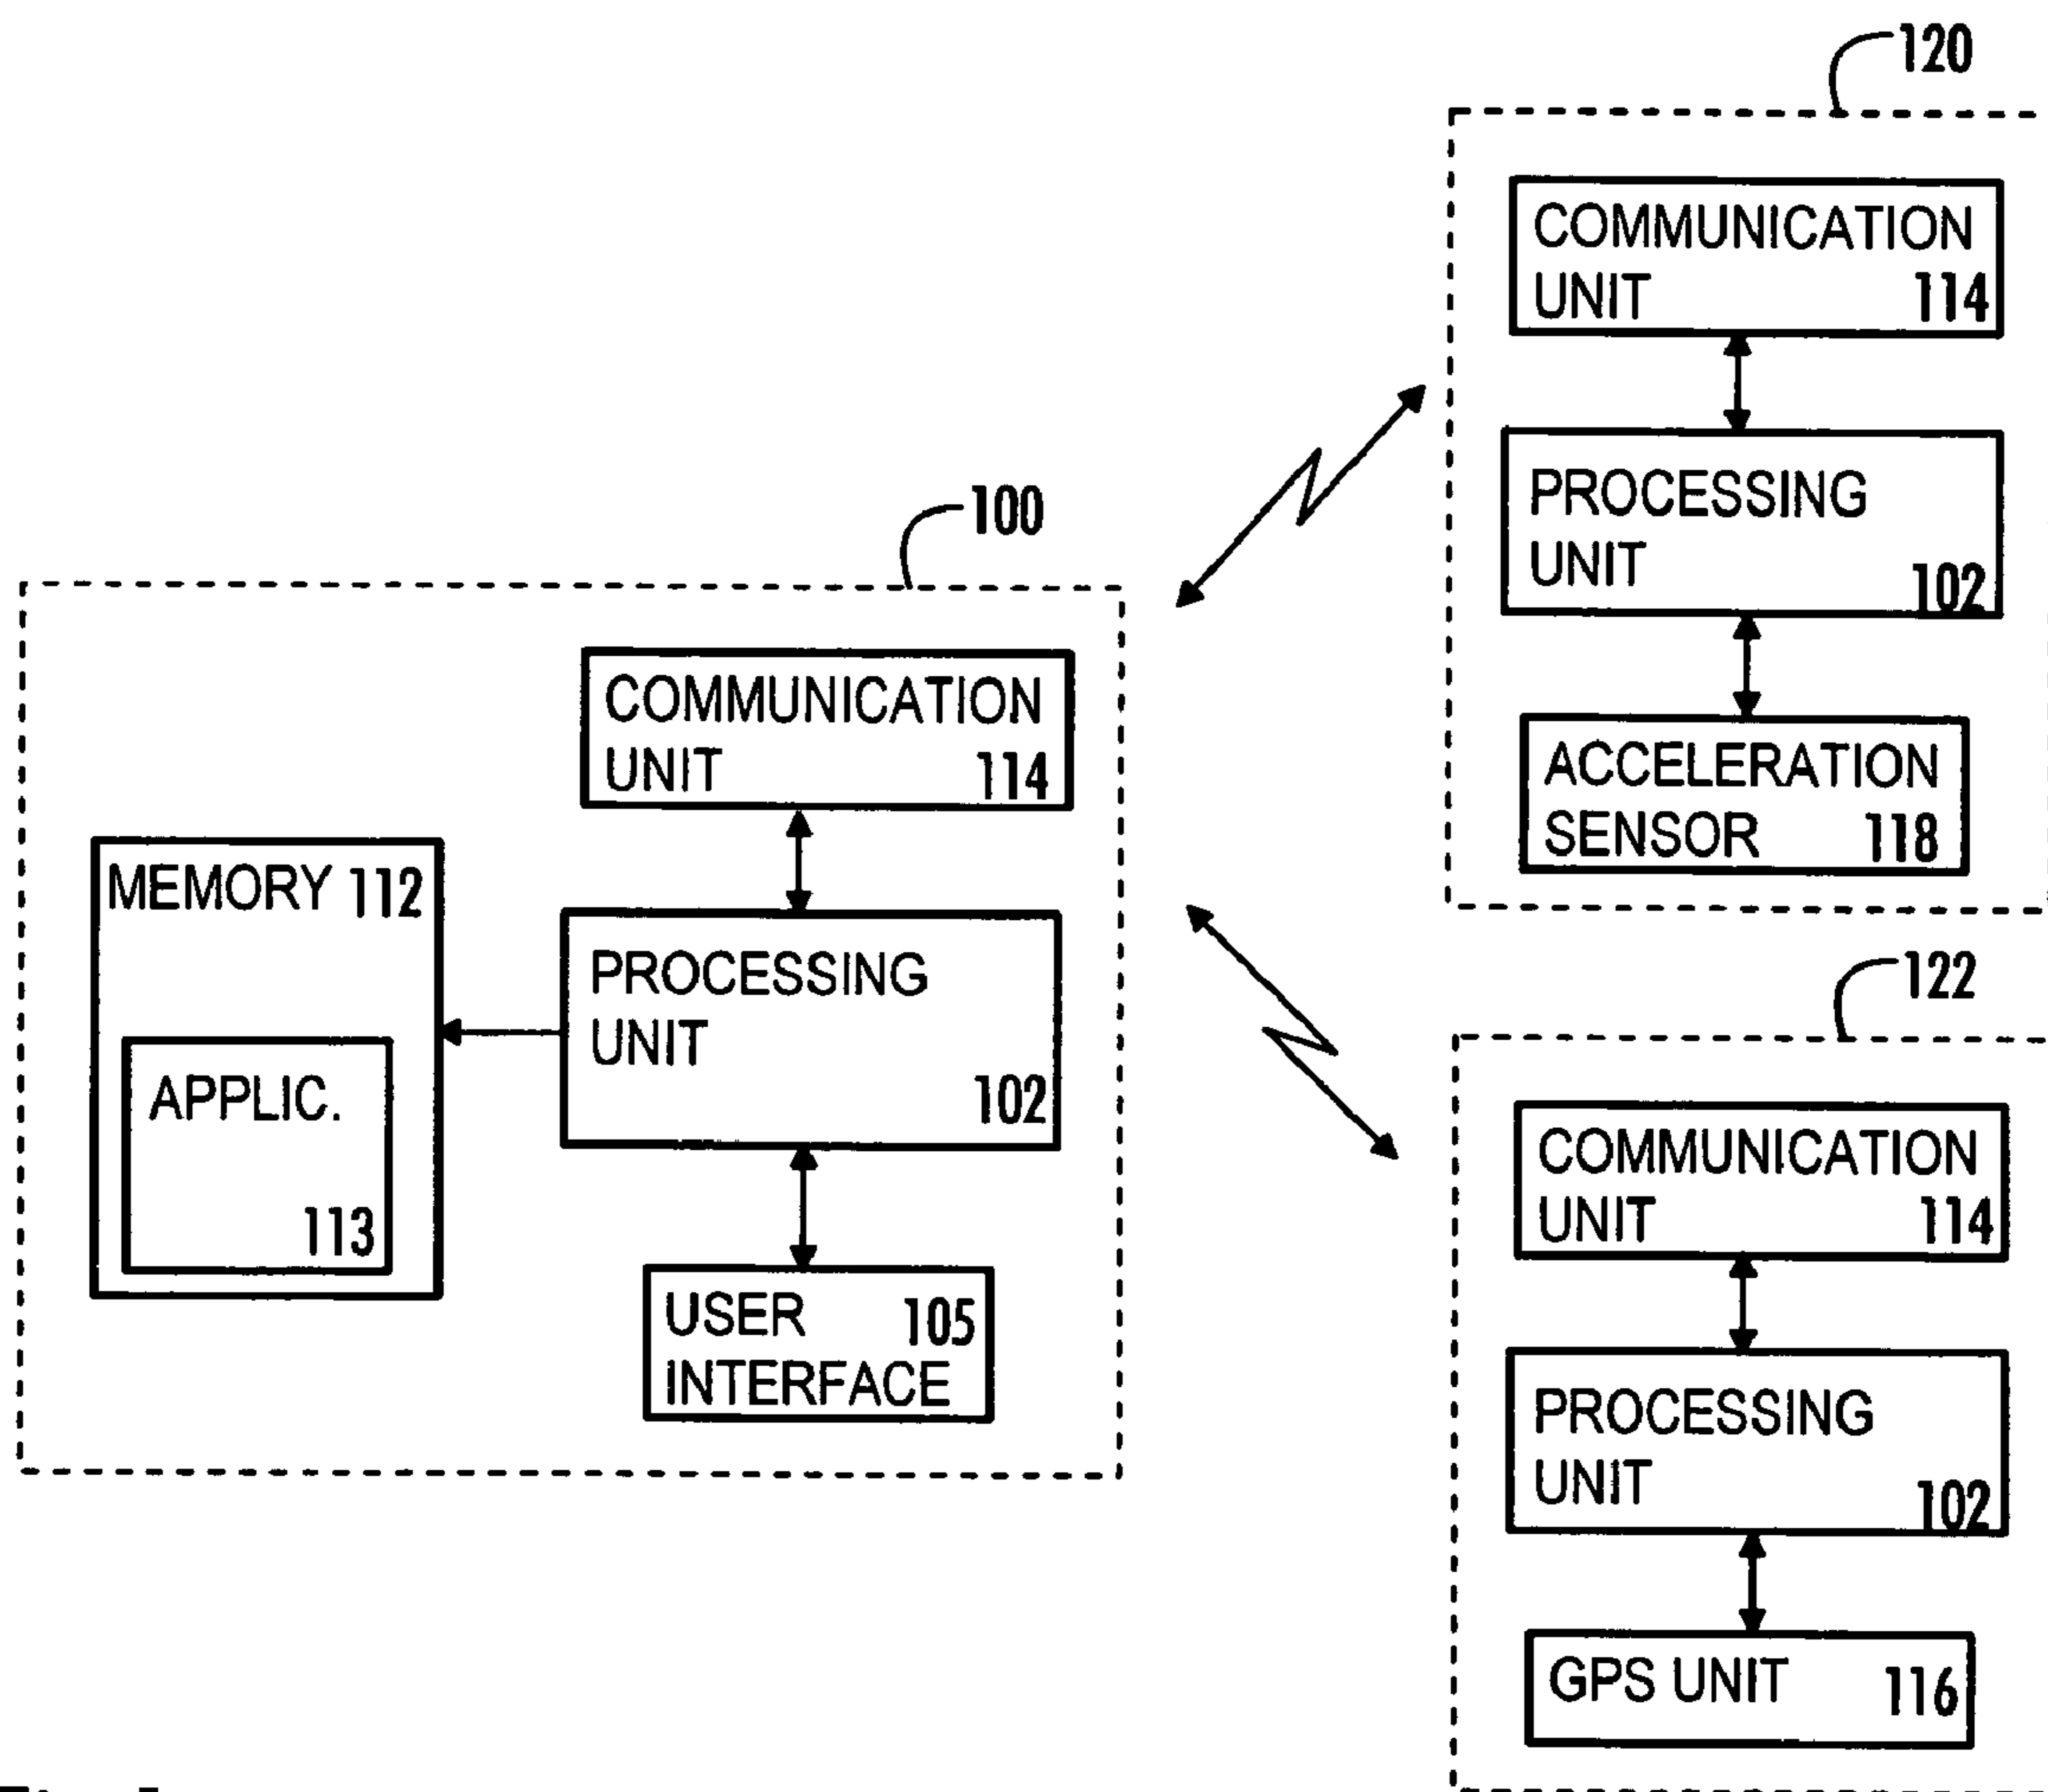 120
COMMUNICATION
UNIT 114
PROCESSING
UNIT 102
ACCELERATION
SENSOR 118
100
COMMUNICATION
UNIT 114
MEMORY 112
PROCESSING
UNIT
102
APPLIC.
113
USER 105
INTERFACE
122
COMMUNICATION
UNIT 114
PROCESSING
UNIT 102
GPS UNIT 116